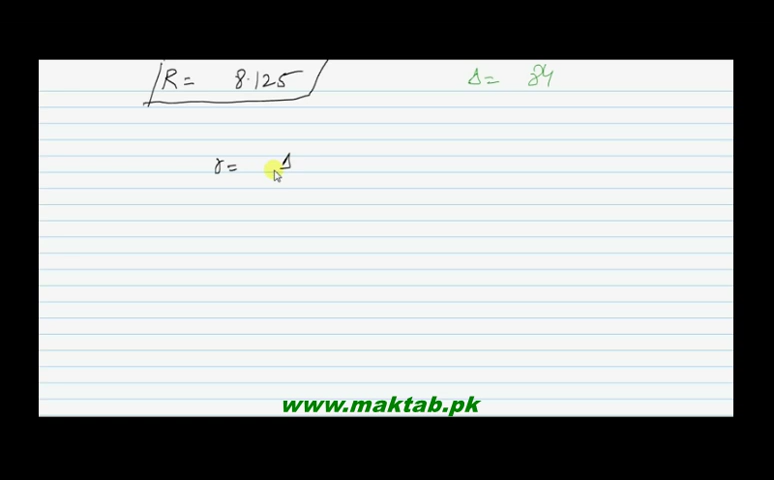 R = 8.125 Δ = 84
r = Δ
www.maktab.pk